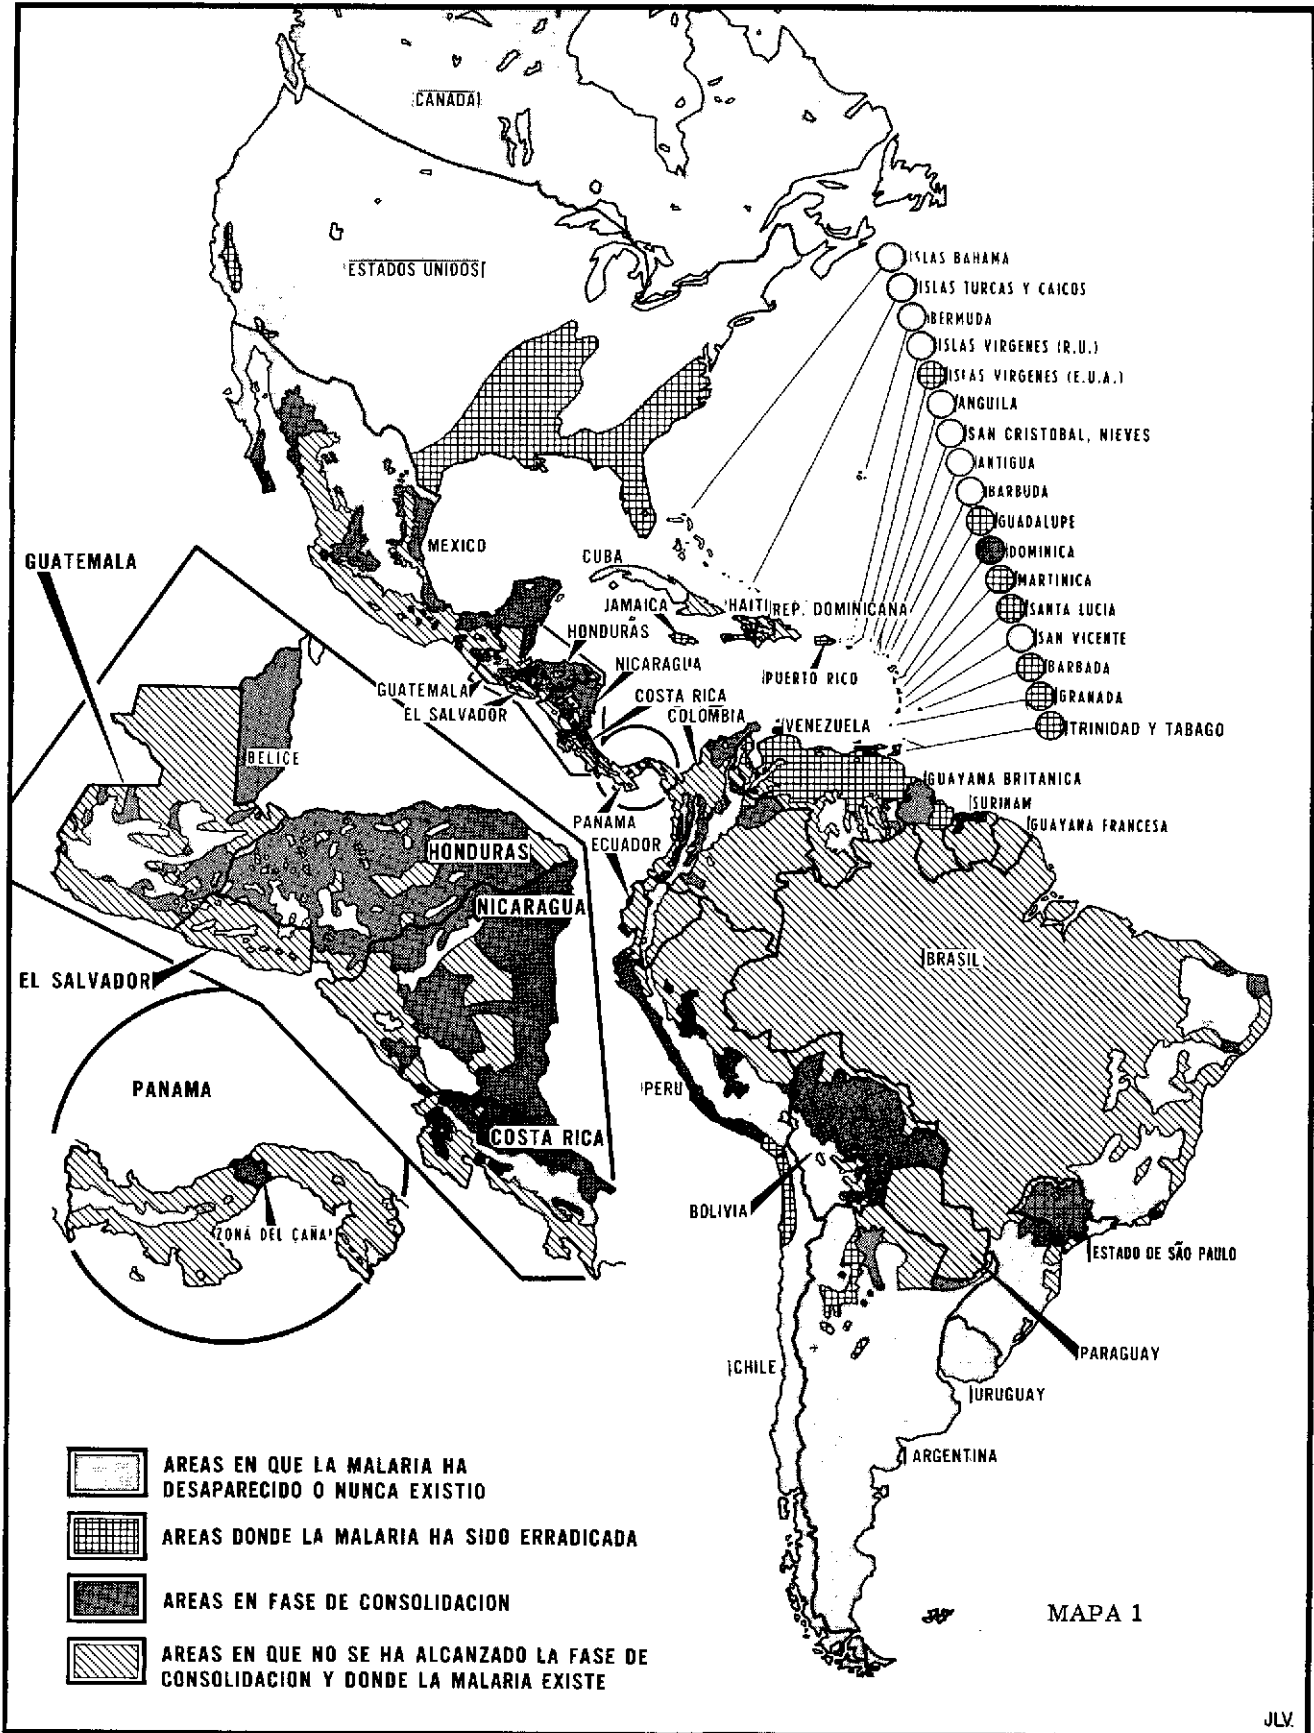 CANADA
ESTADOS UNIDOS
ISLAS BAHAMA
ISLAS TURCAS Y CAICOS
BERMUDA
ISLAS VIRGENES (R.U.)
ISLAS VIRGENES (E.U.A.)
ANGUILA
SAN CRISTOBAL, NIEVES
ANTIGUA
BARBUDA
GUADALUPE
DOMINICA
MARTINICA
SANTA LUCIA
SAN VICENTE
BARBADA
GRANADA
TRINIDAD Y TABAGO
MEXICO
CUBA
JAMAICA
HAITI
REP. DOMINICANA
PUERTO RICO
HONDURAS
NICARAGUA
GUATEMALA
EL SALVADOR
COSTA RICA
COLOMBIA
VENEZUELA
GUAYANA BRITANICA
SURINAM
GUAYANA FRANCESA
PANAMA
ECUADOR
BRASIL
PERU
BOLIVIA
ESTADO DE SÃO PAULO
PARAGUAY
CHILE
URUGUAY
ARGENTINA
GUATEMALA
BELICE
HONDURAS
NICARAGUA
EL SALVADOR
COSTA RICA
PANAMA
ZONA DEL CAÑA
AREAS EN QUE LA MALARIA HA
DESAPARECIDO O NUNCA EXISTIO
AREAS DONDE LA MALARIA HA SIDO ERRADICADA
AREAS EN FASE DE CONSOLIDACION
AREAS EN QUE NO SE HA ALCANZADO LA FASE DE
CONSOLIDACION Y DONDE LA MALARIA EXISTE
MAPA 1
JLV.